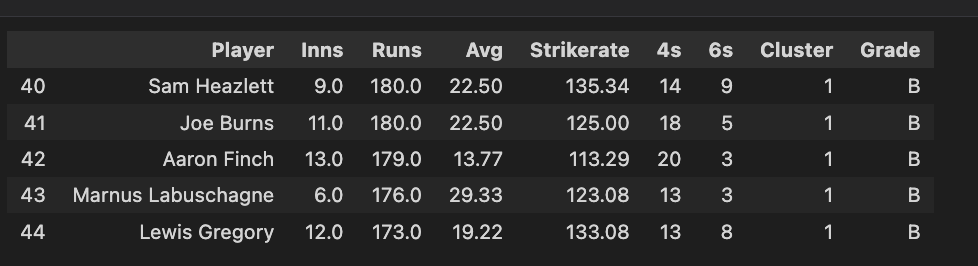 Player Inns Runs Avg Strikerate 4s 6s Cluster Grade
40 Sam Heazlett 9.0 180.0 22.50 135.34 14 9 1 B
41 Joe Burns 11.0 180.0 22.50 125.00 18 5 1 B
42 Aaron Finch 13.0 179.0 13.77 113.29 20 3 1 B
43 Marnus Labuschagne 6.0 176.0 29.33 123.08 13 3 1 B
44 Lewis Gregory 12.0 173.0 19.22 133.08 13 8 1 B